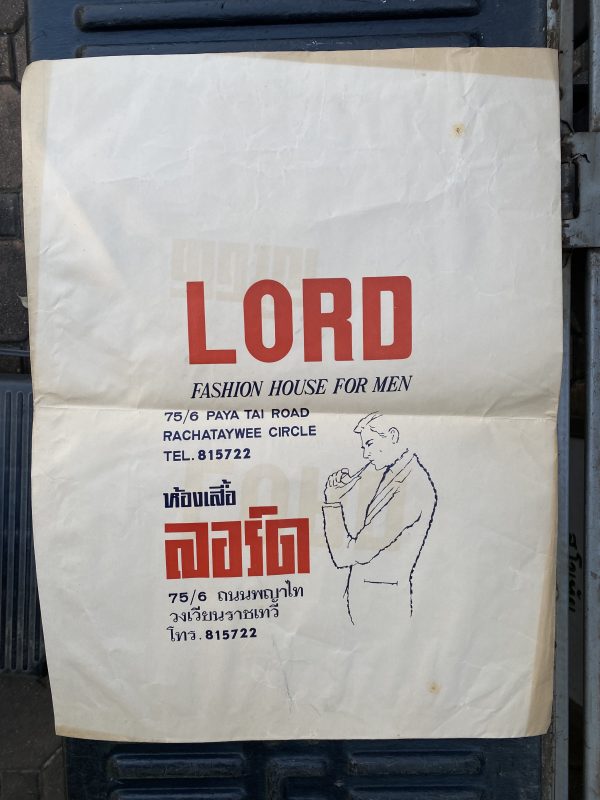 LORD
FASHION HOUSE FOR MEN
75/6 PAYA TAI ROAD
RACHATAYWEE CIRCLE
TEL. 815722
ห้องเสื้อ
ลอร์ด
75/6 ถนนพญาไท
วงเวียนราชเทวี
โทร. 815722